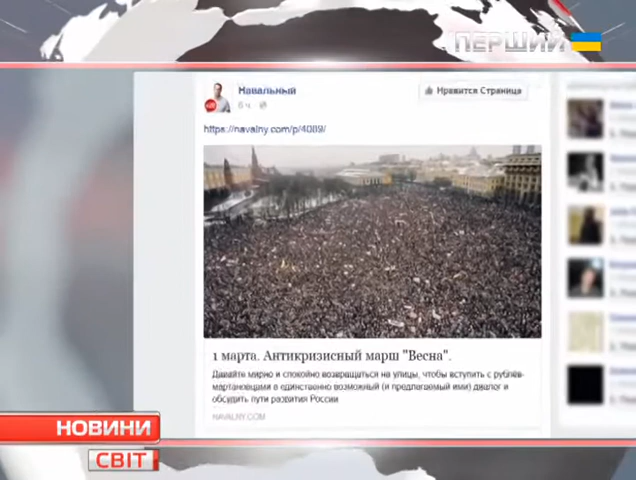 ПЕРШИЙ
Навальный
6 ч ·
Нравится Страница
https://navalny.com/p/4089/
1 марта. Антикризисный марш "Весна".
Давайте мирно и спокойно возвращаться на улицы, чтобы вступить с рублёв-
мартановцами в единственно возможный (и предлагаемый ими) диалог и
обсудить пути развития России
NAVALNY.COM
НОВИНИ
СВІТ